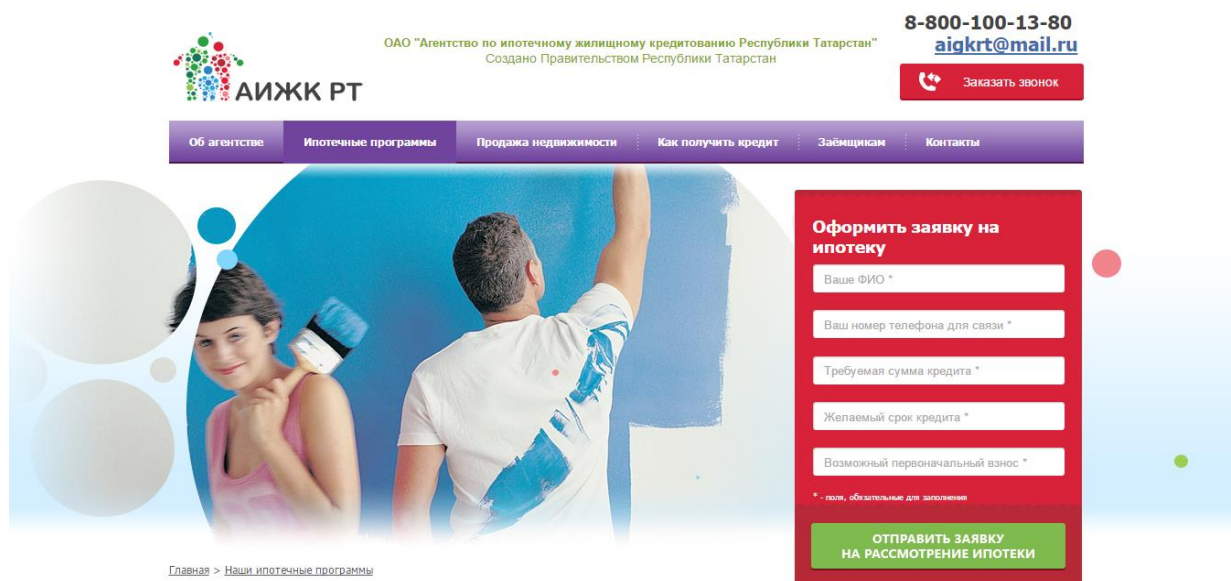 8-800-100-13-80
ОАО "Агентство по ипотечному жилищному кредитованию Республики Татарстан"
aigkrt@mail.ru
Создано Правительством Республики Татарстан
АИЖК РТ
Заказать звонок
Об агентстве Ипотечные программы Продажа недвижимости Как получить кредит Заёмщикам Контакты
Оформить заявку на
ипотеку
Ваше ФИО *
Ваш номер телефона для связи *
Требуемая сумма кредита *
Желаемый срок кредита *
Возможный первоначальный взнос *
* - поля, обязательные для заполнения
ОТПРАВИТЬ ЗАЯВКУ
НА РАССМОТРЕНИЕ ИПОТЕКИ
Главная > Наши ипотечные программы